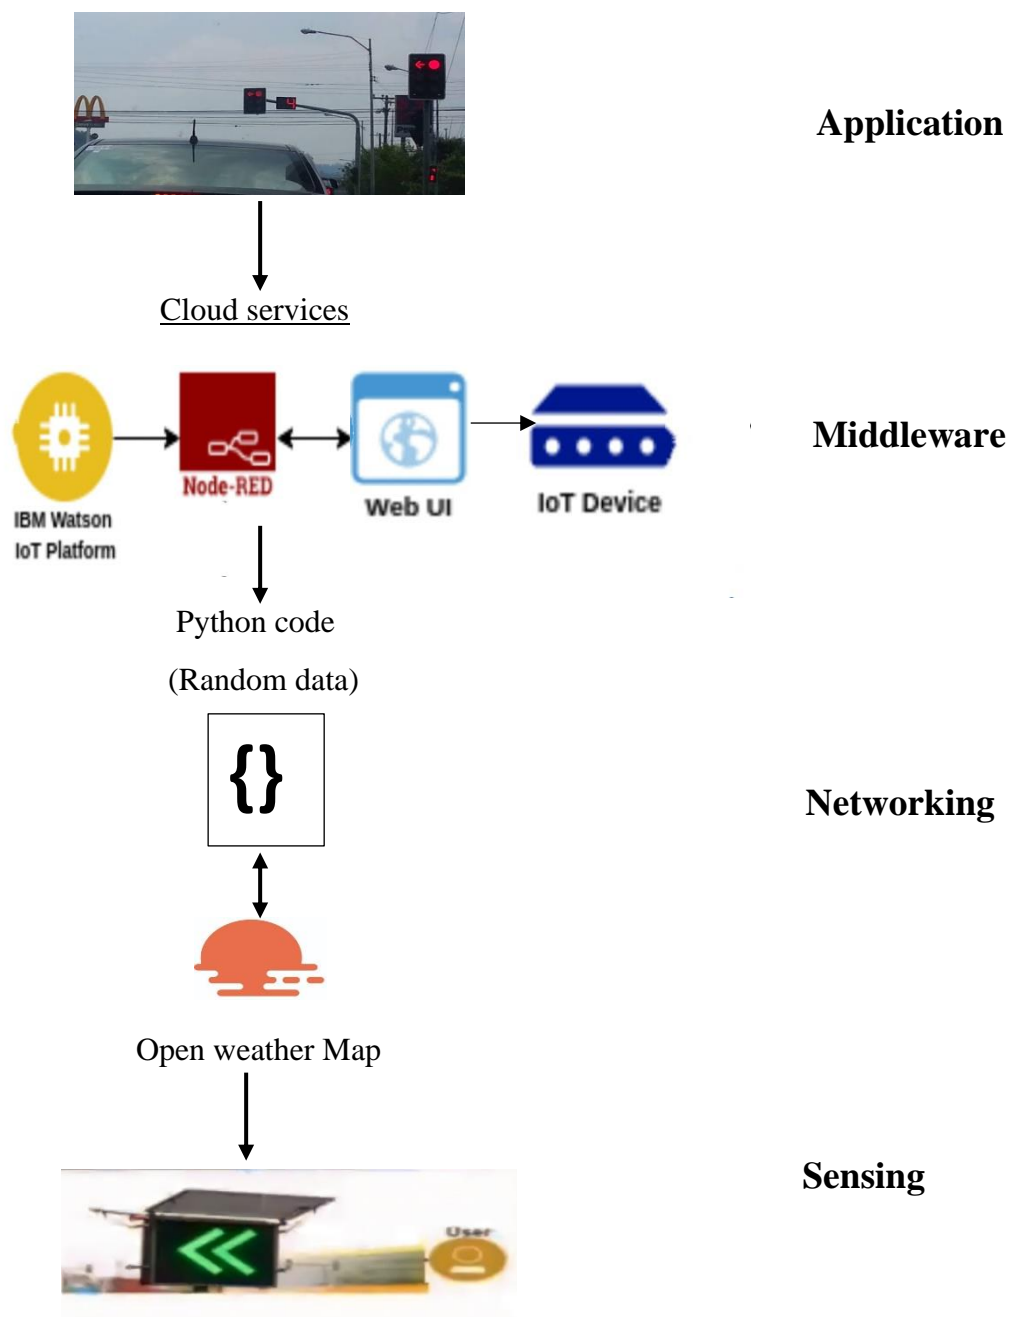 4
Application
Cloud services
Middleware
Node-RED
Web UI
IoT Device
IBM Watson
IoT Platform
Python code
(Random data)
{}
Networking
Open weather Map
Sensing
User